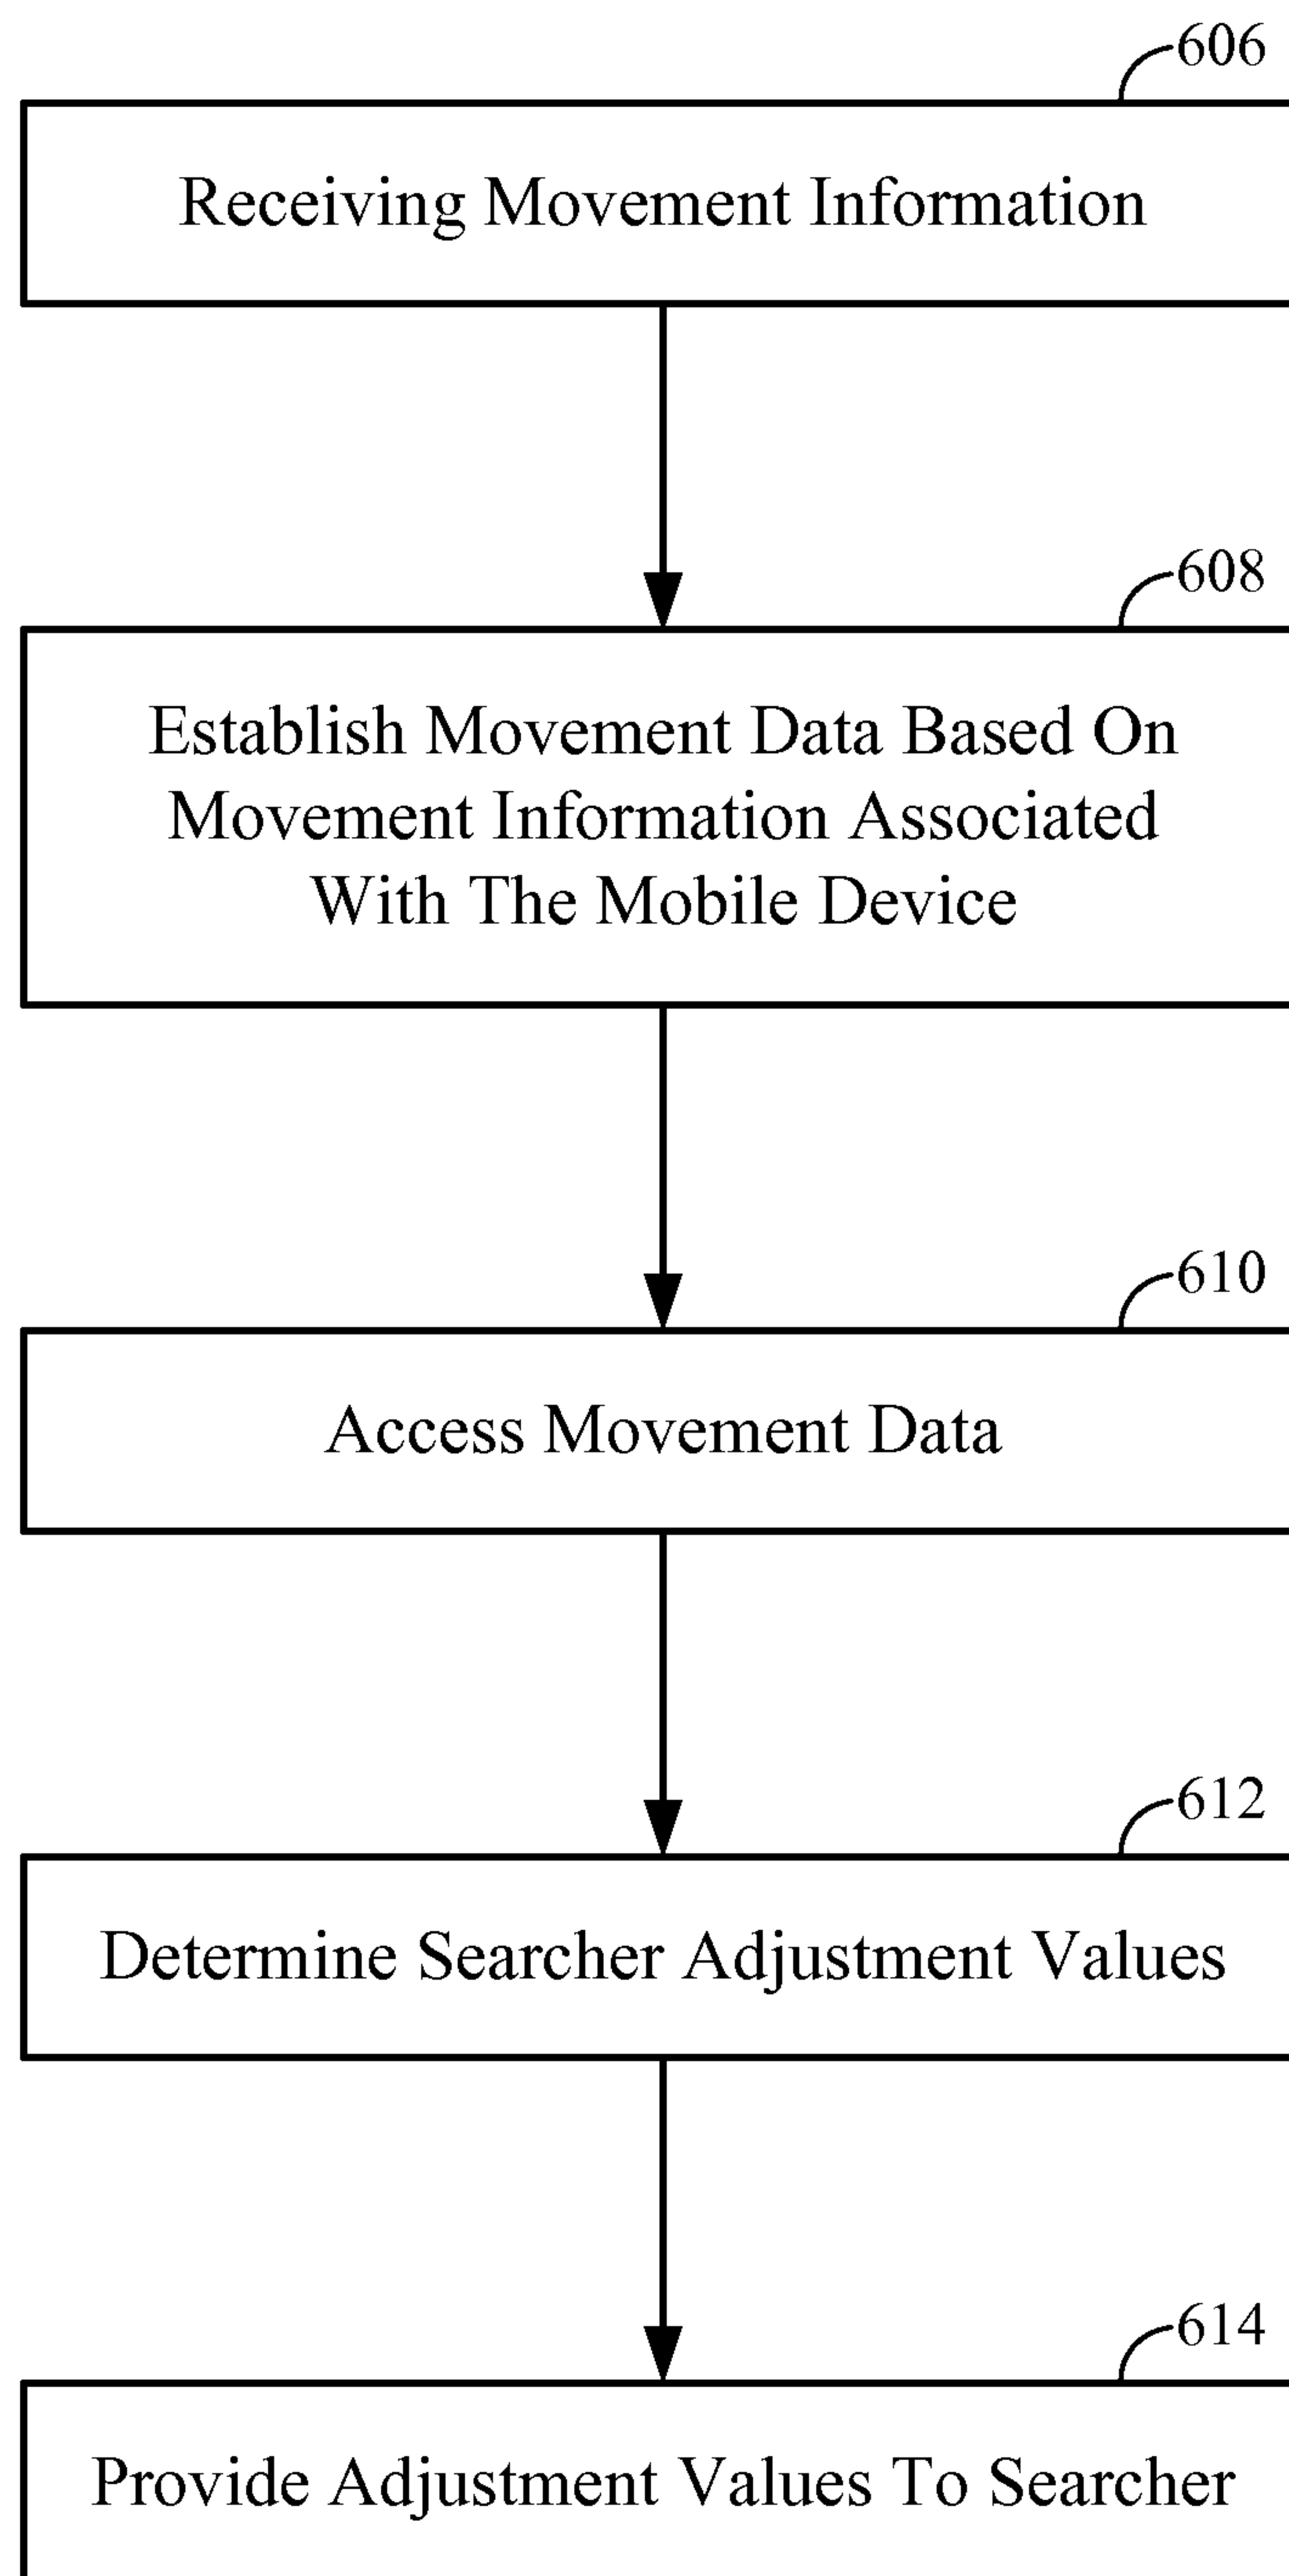 606
Receiving Movement Information
608
Establish Movement Data Based On
Movement Information Associated
With The Mobile Device
610
Access Movement Data
612
Determine Searcher Adjustment Values
614
Provide Adjustment Values To Searcher